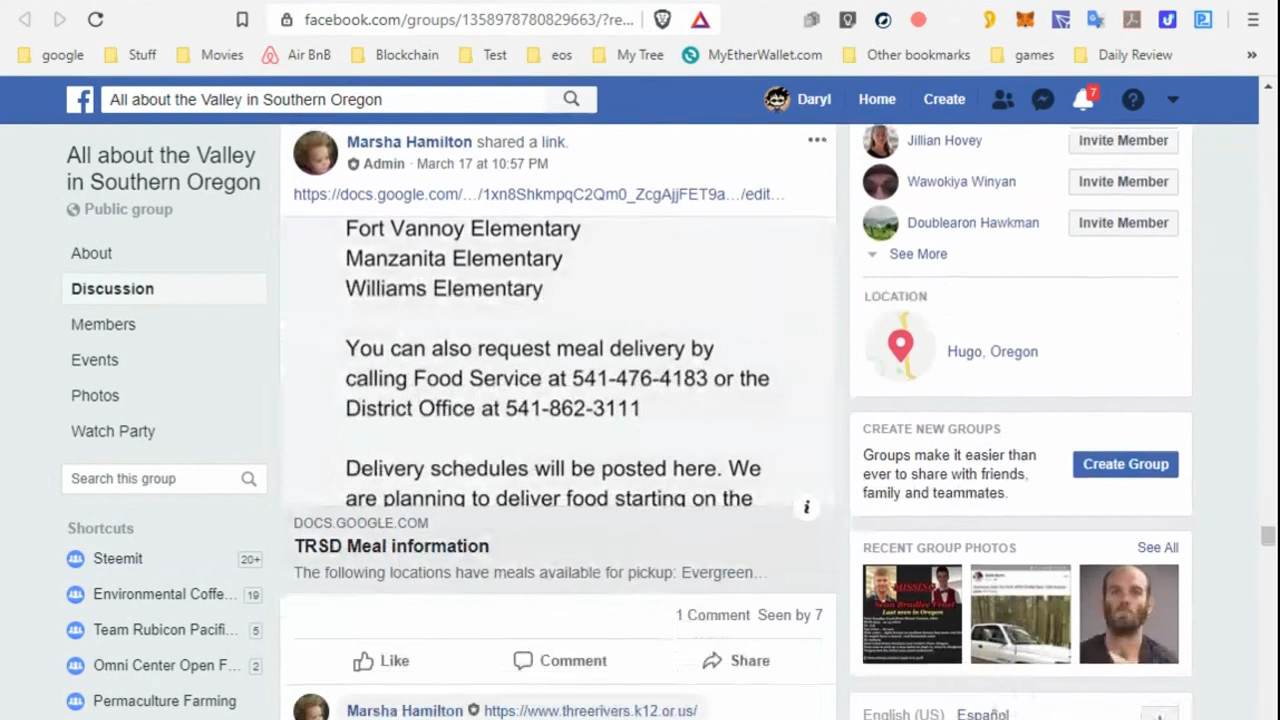 facebook.com/groups/1358978780829663/?re...
google
Stuff
Movies
Air BnB
Blockchain
Test
eos
My Tree
MyEtherWallet.com
Other bookmarks
games
Daily Review
»
All about the Valley in Southern Oregon
Daryl
Home
Create
7
All about the Valley
in Southern Oregon
Public group
About
Discussion
Members
Events
Photos
Watch Party
Search this group
Shortcuts
Steemit 20+
Environmental Coffe... 19
Team Rubicon Pacifi... 5
Omni Center Open F... 2
Permaculture Farming
Marsha Hamilton shared a link.
Admin · March 17 at 10:57 PM
https://docs.google.com/.../1xn8ShkmpqC2Qm0_ZcgAjjFET9a.../edit...
Fort Vannoy Elementary
Manzanita Elementary
Williams Elementary
You can also request meal delivery by
calling Food Service at 541-476-4183 or the
District Office at 541-862-3111
Delivery schedules will be posted here. We
are planning to deliver food starting on the
DOCS.GOOGLE.COM
TRSD Meal information
The following locations have meals available for pickup: Evergreen...
1 Comment Seen by 7
Like
Comment
Share
Marsha Hamilton https://www.threerivers.k12.or.us/
Jillian Hovey Invite Member
Wawokiya Winyan Invite Member
Doublearon Hawkman Invite Member
See More
LOCATION
Hugo, Oregon
CREATE NEW GROUPS
Groups make it easier than
ever to share with friends,
family and teammates.
Create Group
RECENT GROUP PHOTOS See All
MISSING
Last seen in Oregon
English (US) Español